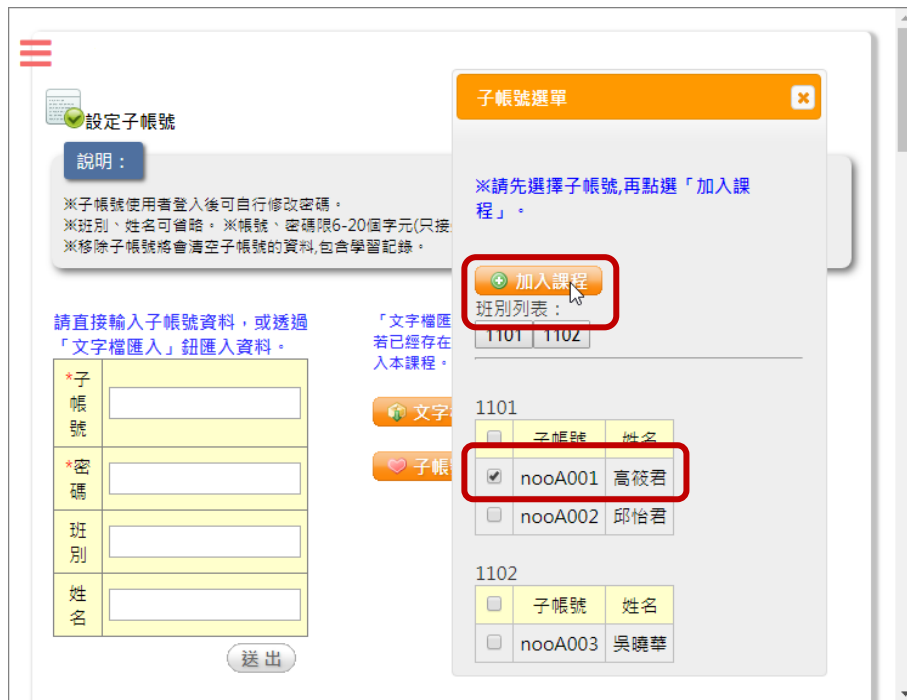 設定子帳號
說明：
※子帳號使用者登入後可自行修改密碼。
※班別、姓名可省略。 ※帳號、密碼限6-20個字元(只接
※移除子帳號將會清空子帳號的資料,包含學習記錄。
請直接輸入子帳號資料，或透過
「文字檔匯入」鈕匯入資料。
*子
帳
號
*密
碼
班
別
姓
名
送出
「文字檔匯
若已經存在
入本課程。
文字
子帳
子帳號選單
※請先選擇子帳號,再點選「加入課
程」。
加入課程
班別列表：
1101 1102
1101
子帳號 姓名
nooA001 高筱君
nooA002 邱怡君
1102
子帳號 姓名
nooA003 吳曉華